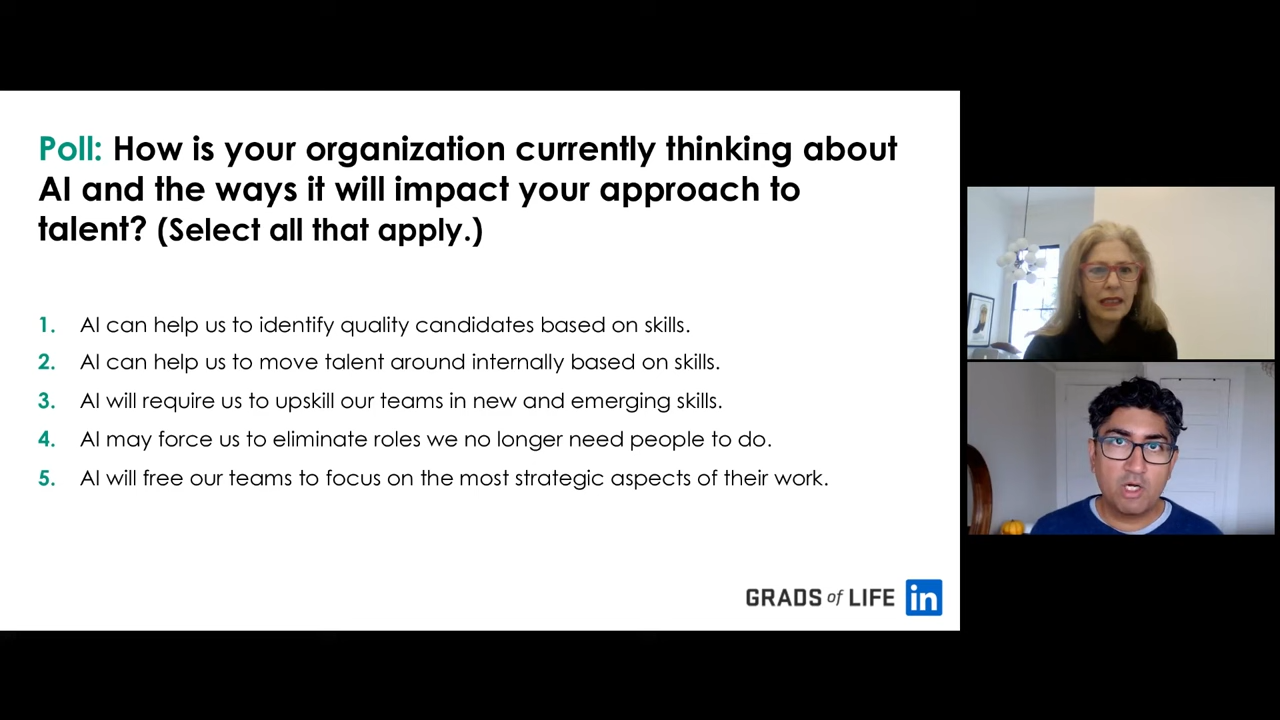 Poll: How is your organization currently thinking about
AI and the ways it will impact your approach to
talent? (Select all that apply.)
1. AI can help us to identify quality candidates based on skills.
2. AI can help us to move talent around internally based on skills.
3. AI will require us to upskill our teams in new and emerging skills.
4. AI may force us to eliminate roles we no longer need people to do.
5. AI will free our teams to focus on the most strategic aspects of their work.
GRADS of LIFE in